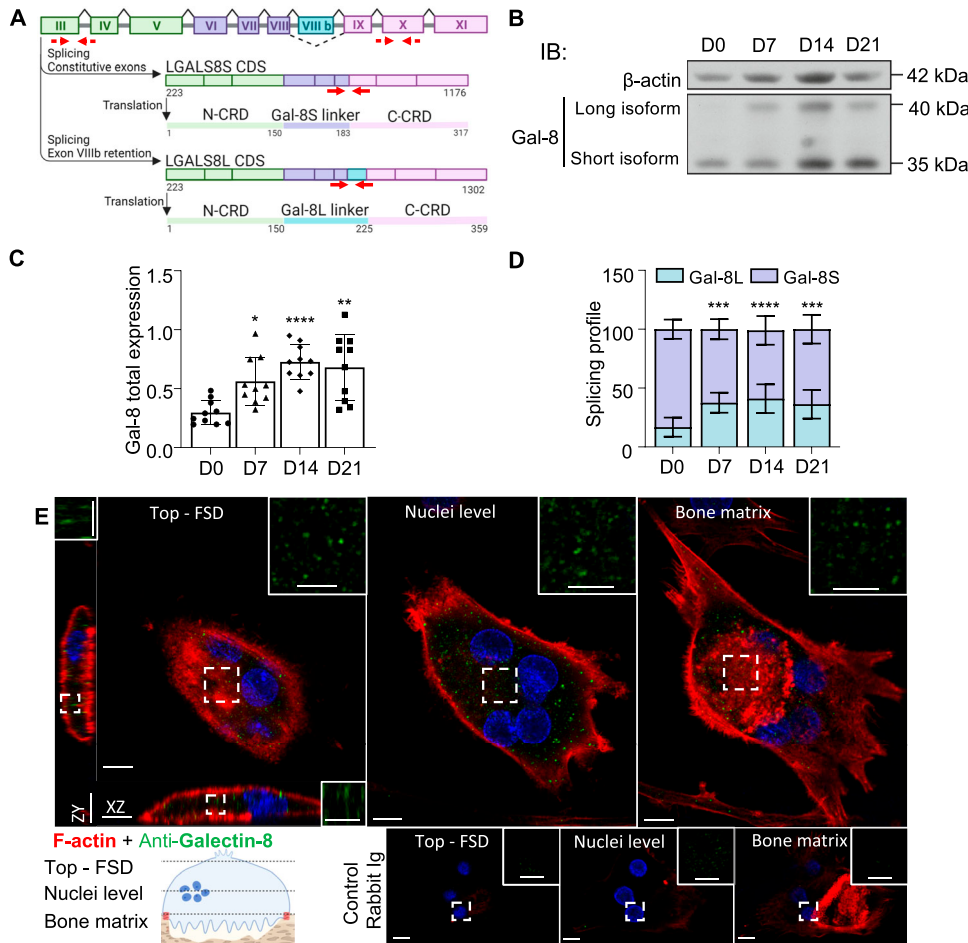 A
III IV V VI VII VIII VIII b IX X XI
Splicing
Constitutive exons
LGALS8S CDS
223 1176
Translation
N-CRD Gal-8S linker C-CRD
1 150 183 317
Splicing
Exon VIIIb retention
LGALS8L CDS
223 1302
Translation
N-CRD Gal-8L linker C-CRD
1 150 225 359
B
IB: D0 D7 D14 D21
β-actin 42 kDa
Long isoform 40 kDa
Gal-8
Short isoform 35 kDa
C
Gal-8 total expression
1.5
1.0
0.5
0.0
* **** **
D0 D7 D14 D21
D
Gal-8L Gal-8S
Splicing profile
150
100
50
0
*** **** ***
D0 D7 D14 D21
E
Top - FSD Nuclei level Bone matrix
ZY XZ
F-actin + Anti-Galectin-8
Top - FSD
Nuclei level
Bone matrix
Control
Rabbit Ig
Top - FSD Nuclei level Bone matrix